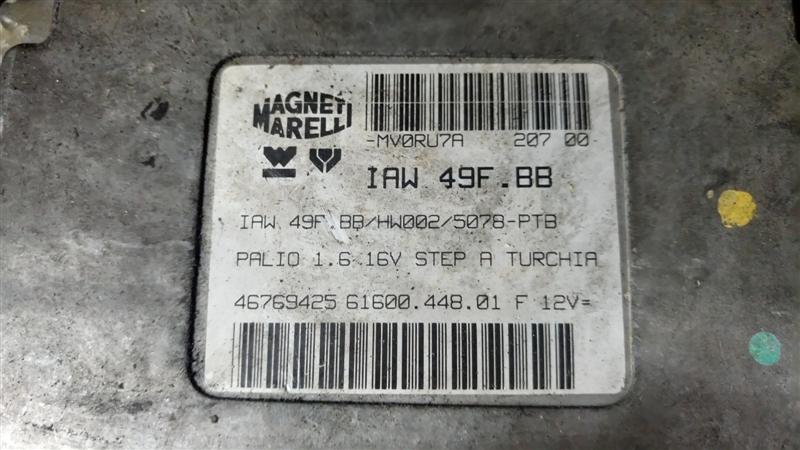 MAGNETI
MARELLI
-MV0RU7A 207 00-
IAW 49F.BB
IAW 49F.BB/HW002/5078-PTB
PALIO 1.6 16V STEP A TURCHIA
46769425 61600.448.01 F 12V=